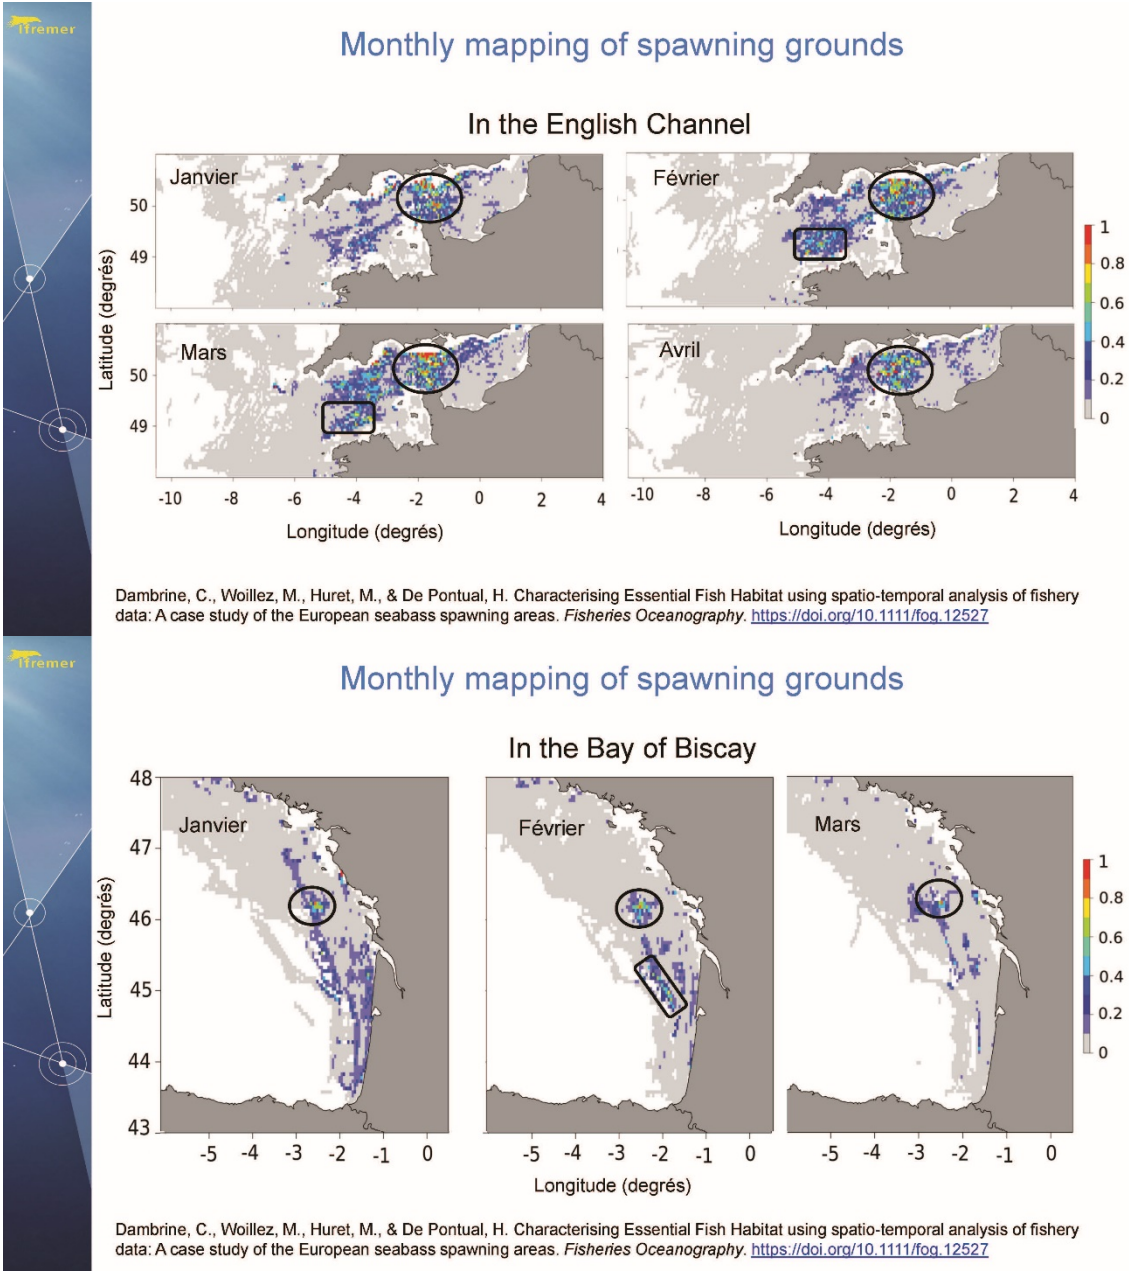 Ifremer
Monthly mapping of spawning grounds
In the English Channel
Janvier
Février
50
49
1
0.8
0.6
0.4
0.2
0
Mars
Avril
50
49
Latitude (degrés)
-10 -8 -6 -4 -2 0 2 4
-10 -8 -6 -4 -2 0 2 4
Longitude (degrés)
Longitude (degrés)
Dambrine, C., Woillez, M., Huret, M., & De Pontual, H. Characterising Essential Fish Habitat using spatio-temporal analysis of fishery
data: A case study of the European seabass spawning areas. Fisheries Oceanography. https://doi.org/10.1111/fog.12527
Ifremer
Monthly mapping of spawning grounds
In the Bay of Biscay
48
47
46
45
44
43
Latitude (degrés)
Janvier
Février
Mars
1
0.8
0.6
0.4
0.2
0
-5 -4 -3 -2 -1 0
-5 -4 -3 -2 -1 0
-5 -4 -3 -2 -1 0
Longitude (degrés)
Dambrine, C., Woillez, M., Huret, M., & De Pontual, H. Characterising Essential Fish Habitat using spatio-temporal analysis of fishery
data: A case study of the European seabass spawning areas. Fisheries Oceanography. https://doi.org/10.1111/fog.12527